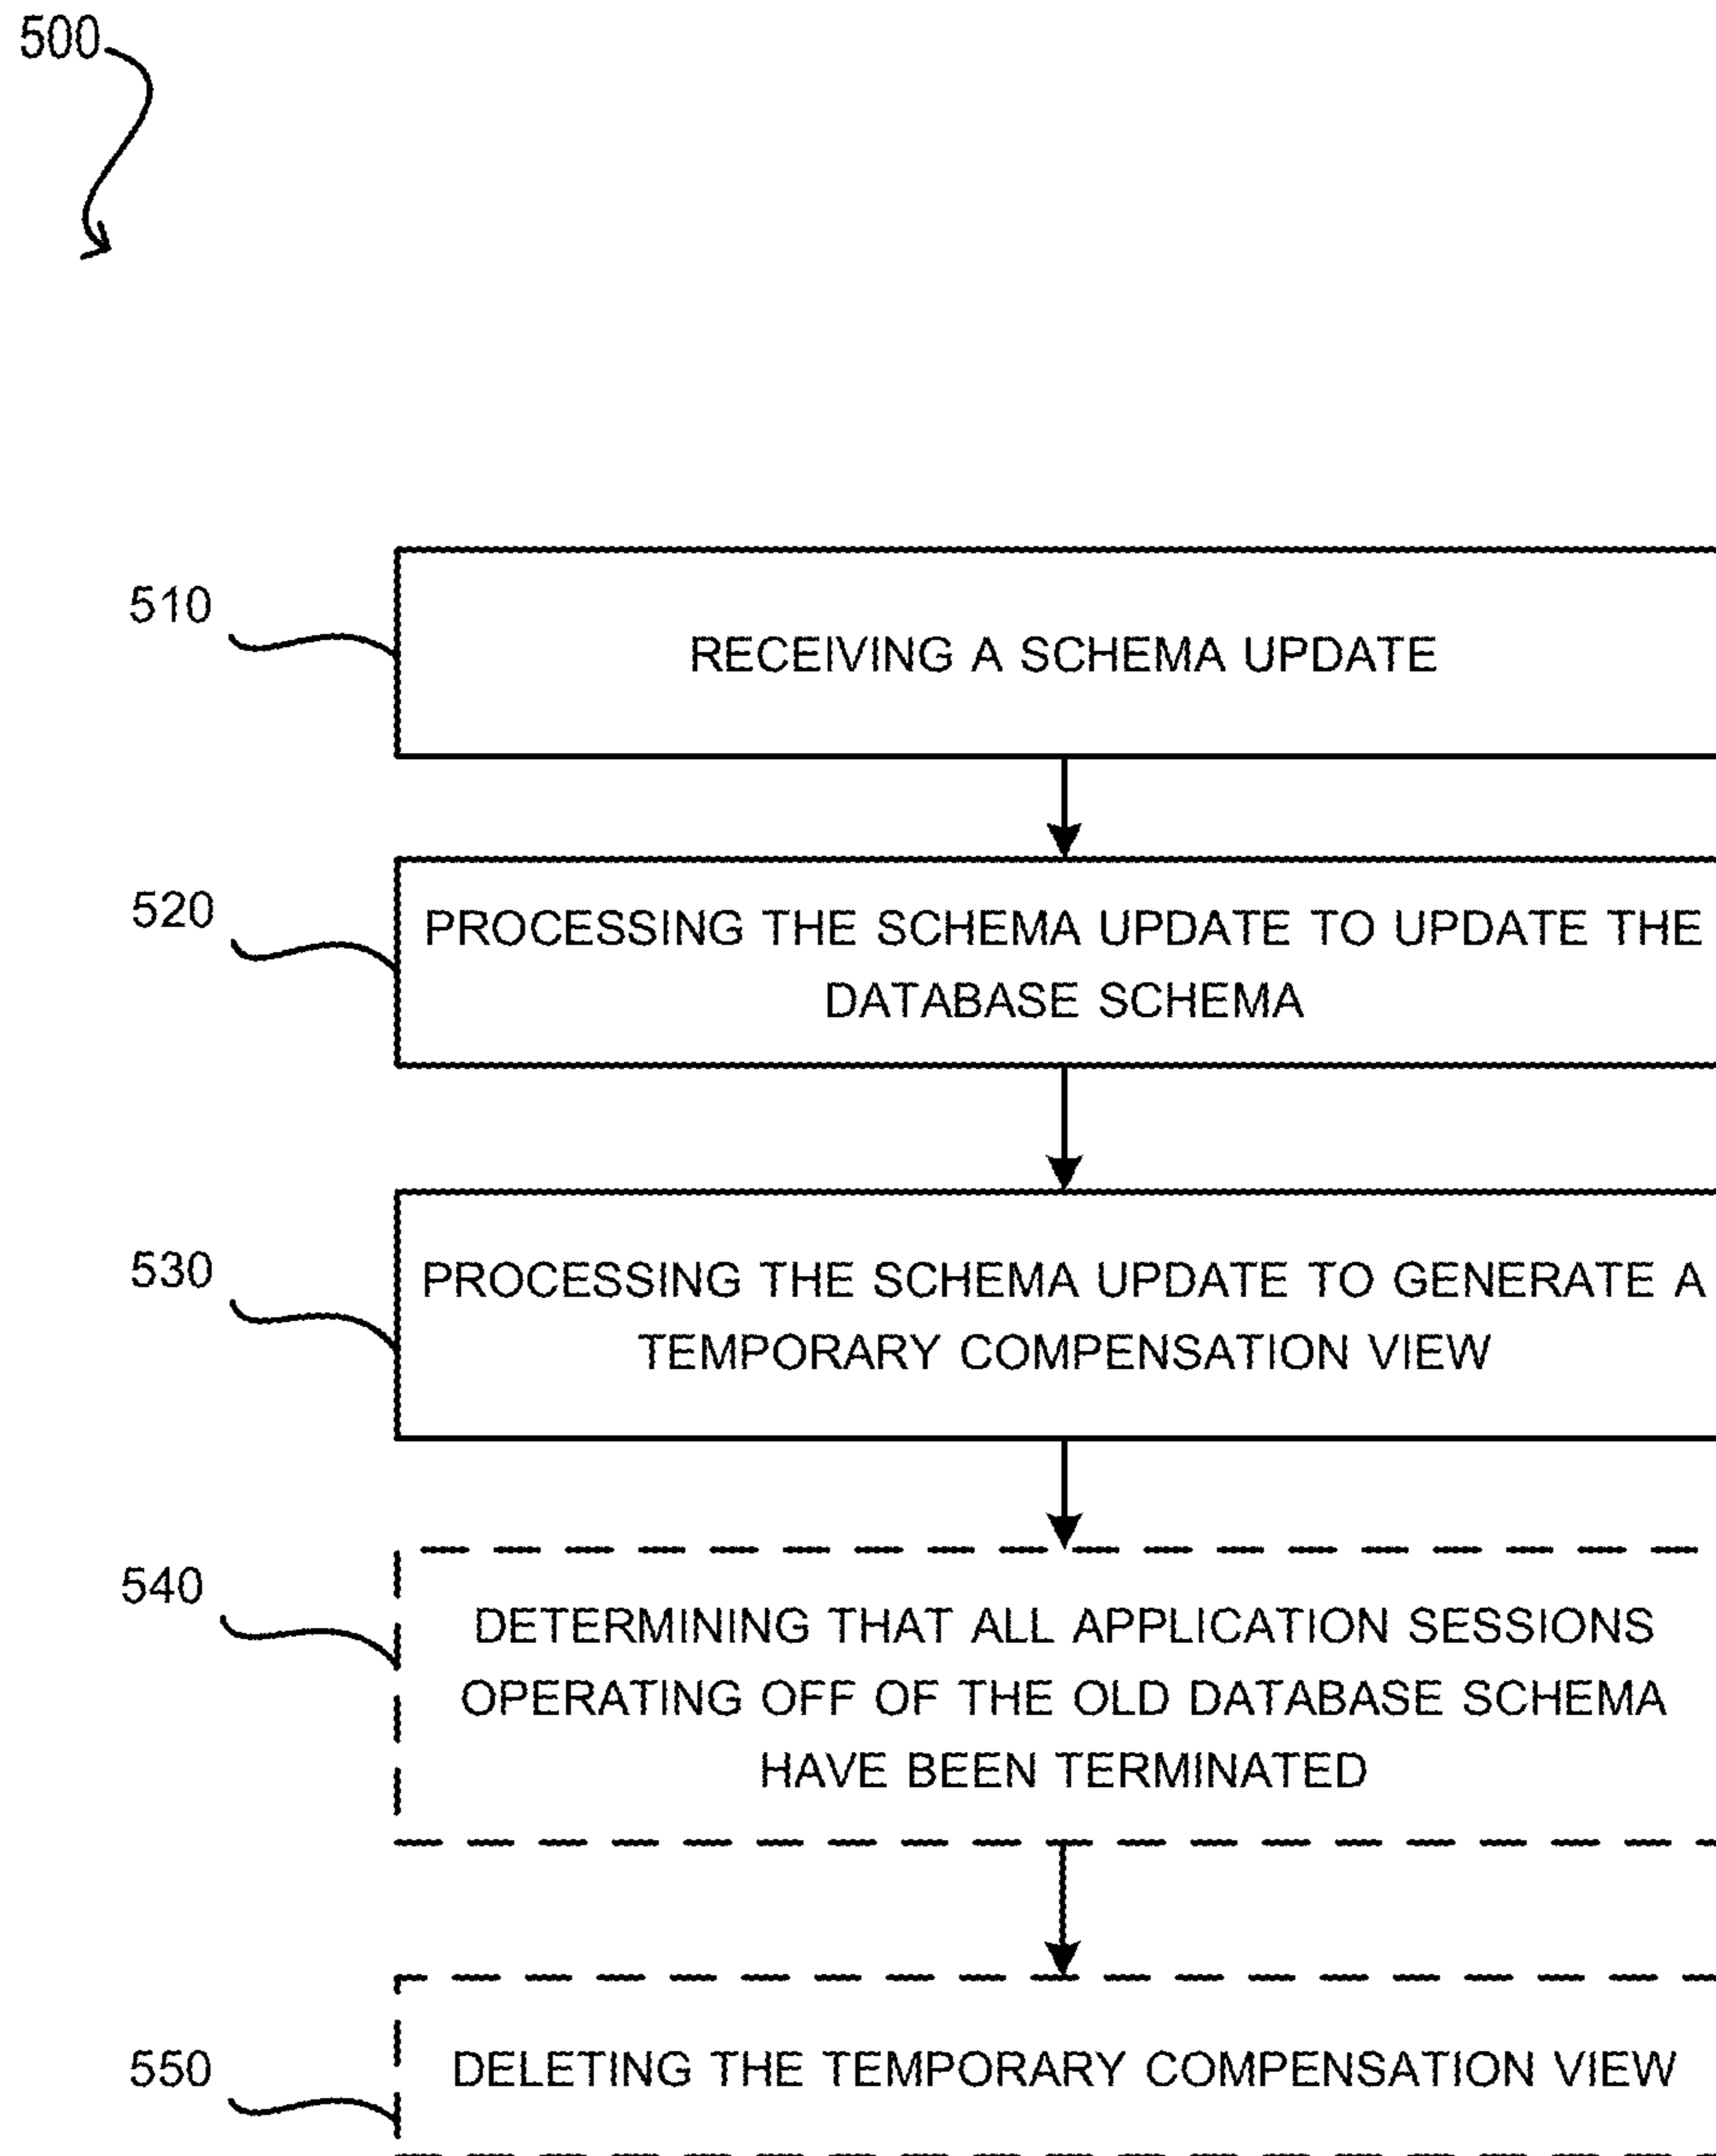 500
510
RECEIVING A SCHEMA UPDATE
520
PROCESSING THE SCHEMA UPDATE TO UPDATE THE
DATABASE SCHEMA
530
PROCESSING THE SCHEMA UPDATE TO GENERATE A
TEMPORARY COMPENSATION VIEW
540
DETERMINING THAT ALL APPLICATION SESSIONS
OPERATING OFF OF THE OLD DATABASE SCHEMA
HAVE BEEN TERMINATED
550
DELETING THE TEMPORARY COMPENSATION VIEW